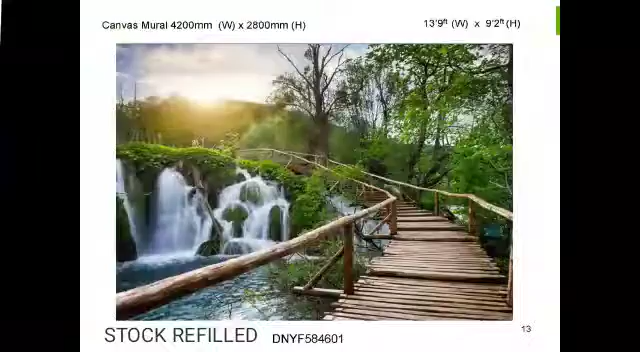 Canvas Mural 4200mm (W) x 2800mm (H) 13'9ft (W) x 9'2ft (H)
STOCK REFILLED DNYF584601
13